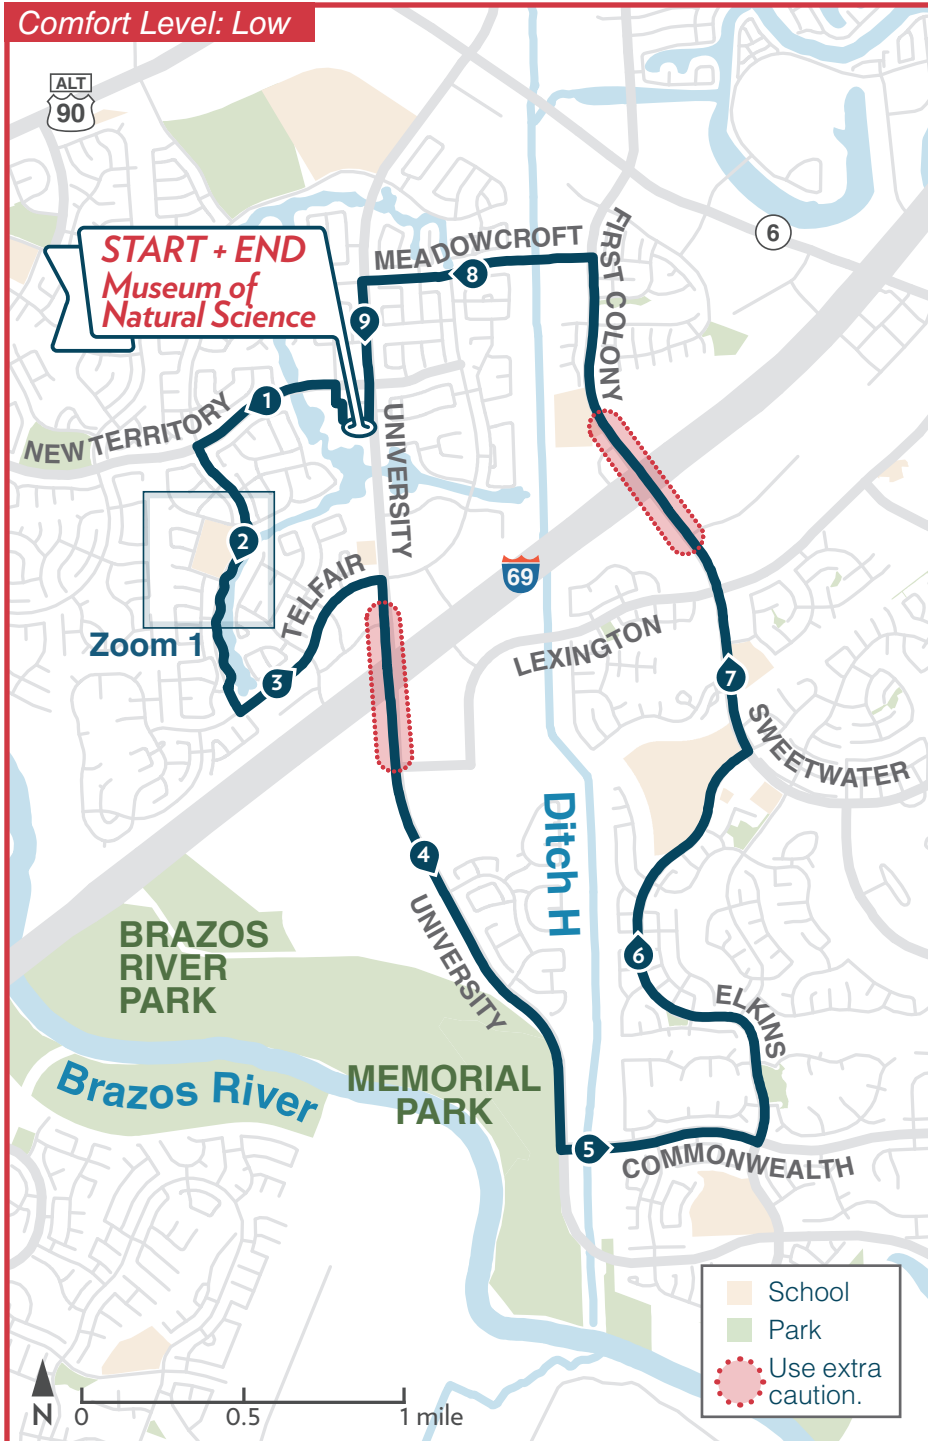 Comfort Level: Low
ALT
90
6
START + END
Museum of
Natural Science
MEADOWCROFT
8
FIRST COLONY
9
1
NEW TERRITORY
UNIVERSITY
2
69
TELFAIR
Zoom 1
LEXINGTON
3
7
SWEETWATER
Ditch H
4
UNIVERSITY
BRAZOS
RIVER
PARK
6
ELKINS
Brazos River
MEMORIAL
PARK
5
COMMONWEALTH
School
Park
Use extra
caution.
N
0 0.5 1 mile